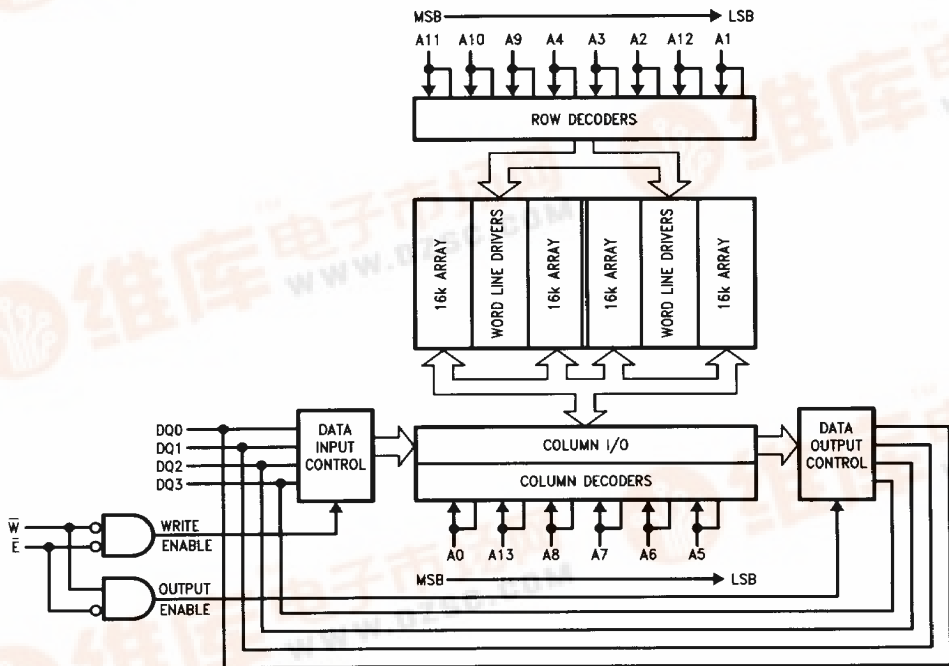 MSB LSB
A11 A10 A9 A4 A3 A2 A12 A1
ROW DECODERS
16k ARRAY
WORD LINE DRIVERS
16k ARRAY
16k ARRAY
WORD LINE DRIVERS
16k ARRAY
DQ0
DQ1
DQ2
DQ3
DATA
INPUT
CONTROL
COLUMN I/O
COLUMN DECODERS
DATA
OUTPUT
CONTROL
W̅
E̅
WRITE
ENABLE
OUTPUT
ENABLE
A0 A13 A8 A7 A6 A5
MSB LSB
维库电子市场网
WWW.DZSC.COM